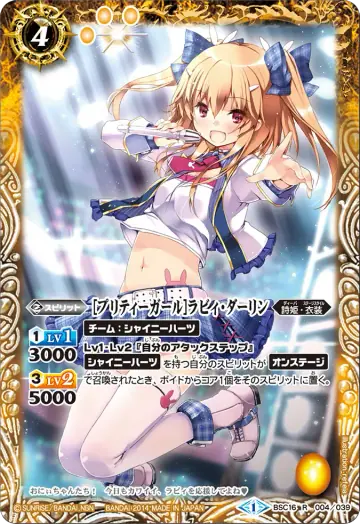 4
②スピリット
[プリティーガール]ラビィ・ダーリン
詩姫・衣装
1 LV1
3000
3 LV2
5000
チーム:シャイニーハーツ
Lv1・Lv2『自分のアタックステップ』
シャイニーハーツ を持つ自分のスピリットが オンステージ
で召喚されたとき、ボイドからコア1個をそのスピリットに置く。
おにぃちゃんたち! 今日もカワイイ、ラビィを応援してよね♪
©SUNRISE/BANDAI,NBN BANDAI 2014 MADE IN JAPAN
1
BSC16 R 004/039